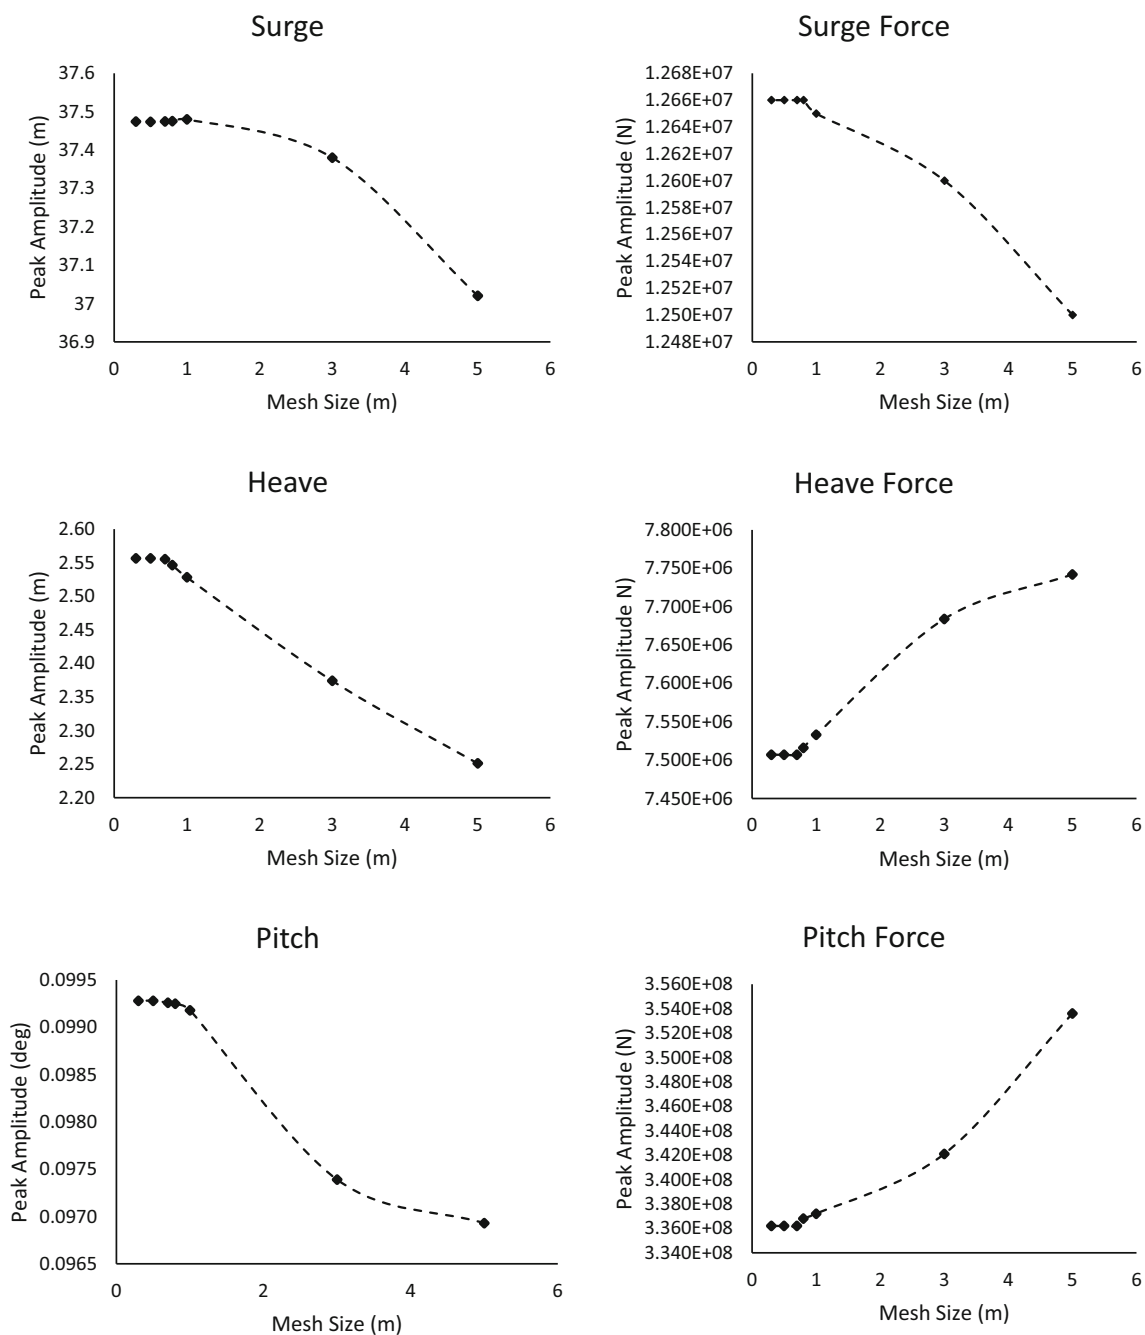 Surge
Peak Amplitude (m)
37.6
37.5
37.4
37.3
37.2
37.1
37
36.9
0 1 2 3 4 5 6
Mesh Size (m)
Surge Force
Peak Amplitude (N)
1.268E+07
1.266E+07
1.264E+07
1.262E+07
1.260E+07
1.258E+07
1.256E+07
1.254E+07
1.252E+07
1.250E+07
1.248E+07
0 1 2 3 4 5 6
Mesh Size (m)
Heave
Peak Amplitude (m)
2.60
2.55
2.50
2.45
2.40
2.35
2.30
2.25
2.20
0 1 2 3 4 5 6
Mesh Size (m)
Heave Force
Peak Amplitude N)
7.800E+06
7.750E+06
7.700E+06
7.650E+06
7.600E+06
7.550E+06
7.500E+06
7.450E+06
0 1 2 3 4 5 6
Mesh Size (m)
Pitch
Peak Amplitude (deg)
0.0995
0.0990
0.0985
0.0980
0.0975
0.0970
0.0965
0 2 4 6
Mesh Size (m)
Pitch Force
Peak Amplitude (N)
3.560E+08
3.540E+08
3.520E+08
3.500E+08
3.480E+08
3.460E+08
3.440E+08
3.420E+08
3.400E+08
3.380E+08
3.360E+08
3.340E+08
0 1 2 3 4 5 6
Mesh Size (m)